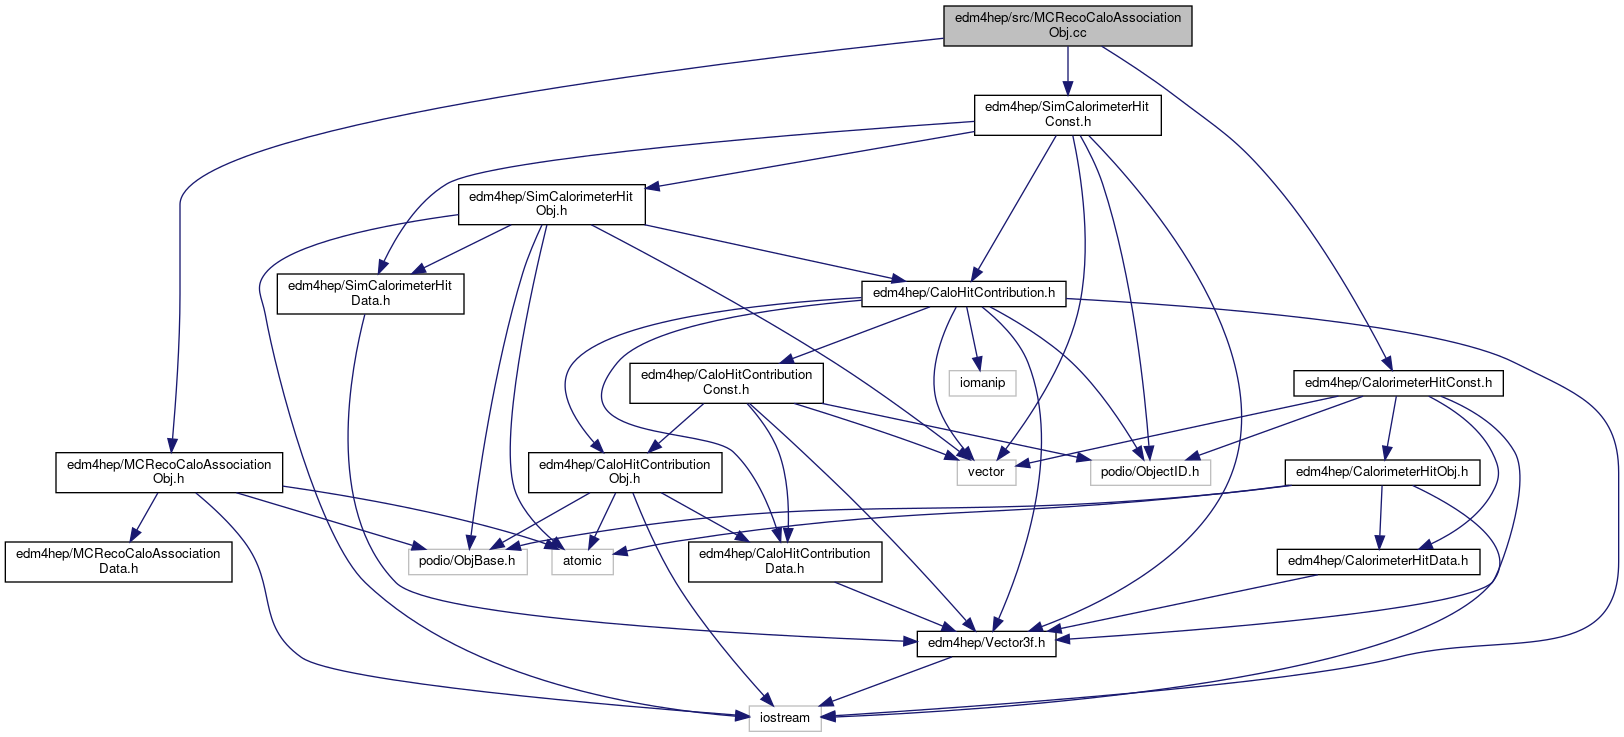 edm4hep/src/MCRecoCaloAssociation
Obj.cc
edm4hep/SimCalorimeterHit
Const.h
edm4hep/SimCalorimeterHit
Obj.h
edm4hep/SimCalorimeterHit
Data.h
edm4hep/CaloHitContribution.h
edm4hep/CaloHitContribution
Const.h
iomanip
edm4hep/CalorimeterHitConst.h
edm4hep/MCRecoCaloAssociation
Obj.h
edm4hep/CaloHitContribution
Obj.h
vector
podio/ObjectID.h
edm4hep/CalorimeterHitObj.h
edm4hep/MCRecoCaloAssociation
Data.h
podio/ObjBase.h
atomic
edm4hep/CaloHitContribution
Data.h
edm4hep/CalorimeterHitData.h
edm4hep/Vector3f.h
iostream